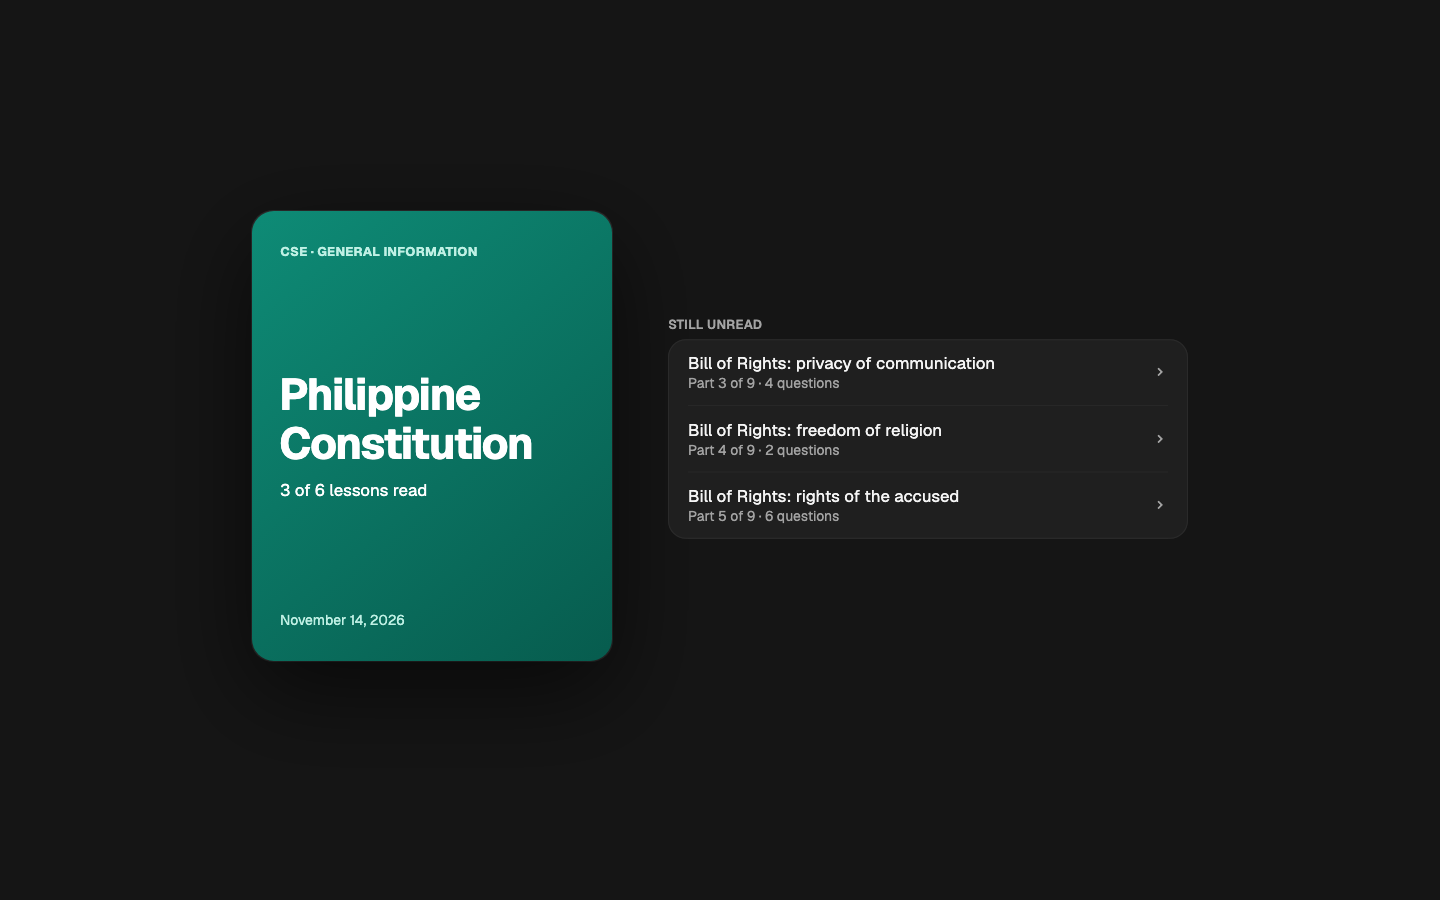 CSE · GENERAL INFORMATION
Philippine
Constitution
3 of 6 lessons read
November 14, 2026
STILL UNREAD
Bill of Rights: privacy of communication
Part 3 of 9 · 4 questions
Bill of Rights: freedom of religion
Part 4 of 9 · 2 questions
Bill of Rights: rights of the accused
Part 5 of 9 · 6 questions